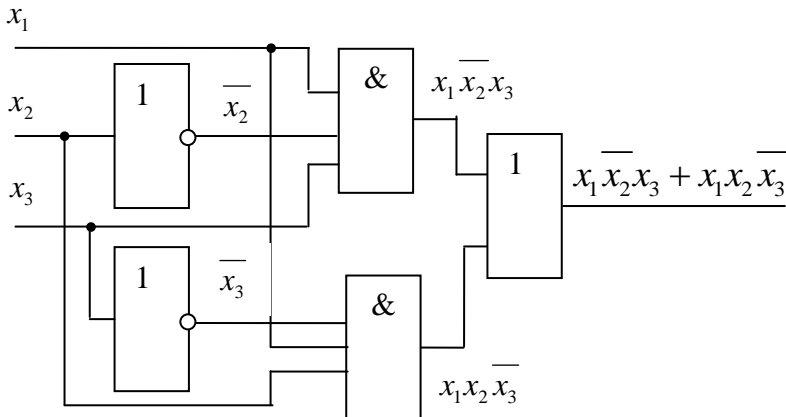 x₁
x₂
x₃
1
x̅₂
1
x̅₃
&
x₁x̅₂x₃
&
x₁x₂x̅₃
1
x₁x̅₂x₃ + x₁x₂x̅₃